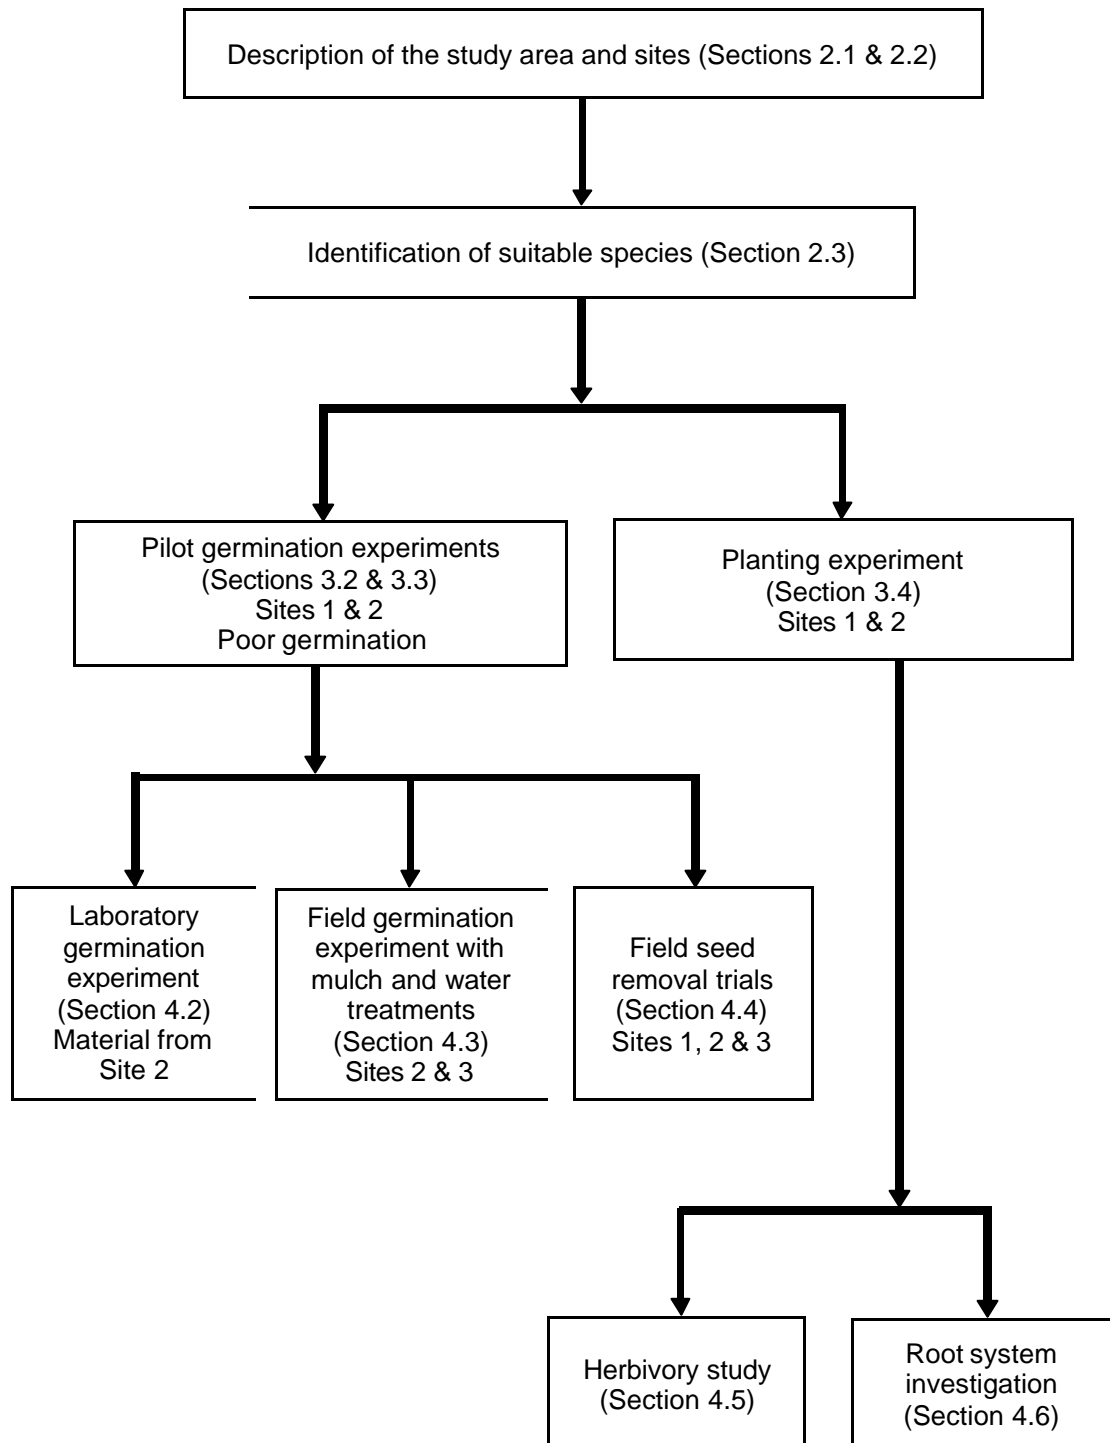 Description of the study area and sites (Sections 2.1 & 2.2)
Identification of suitable species (Section 2.3)
Pilot germination experiments
(Sections 3.2 & 3.3)
Sites 1 & 2
Poor germination
Planting experiment
(Section 3.4)
Sites 1 & 2
Laboratory
germination
experiment
(Section 4.2)
Material from
Site 2
Field germination
experiment with
mulch and water
treatments
(Section 4.3)
Sites 2 & 3
Field seed
removal trials
(Section 4.4)
Sites 1, 2 & 3
Herbivory study
(Section 4.5)
Root system
investigation
(Section 4.6)